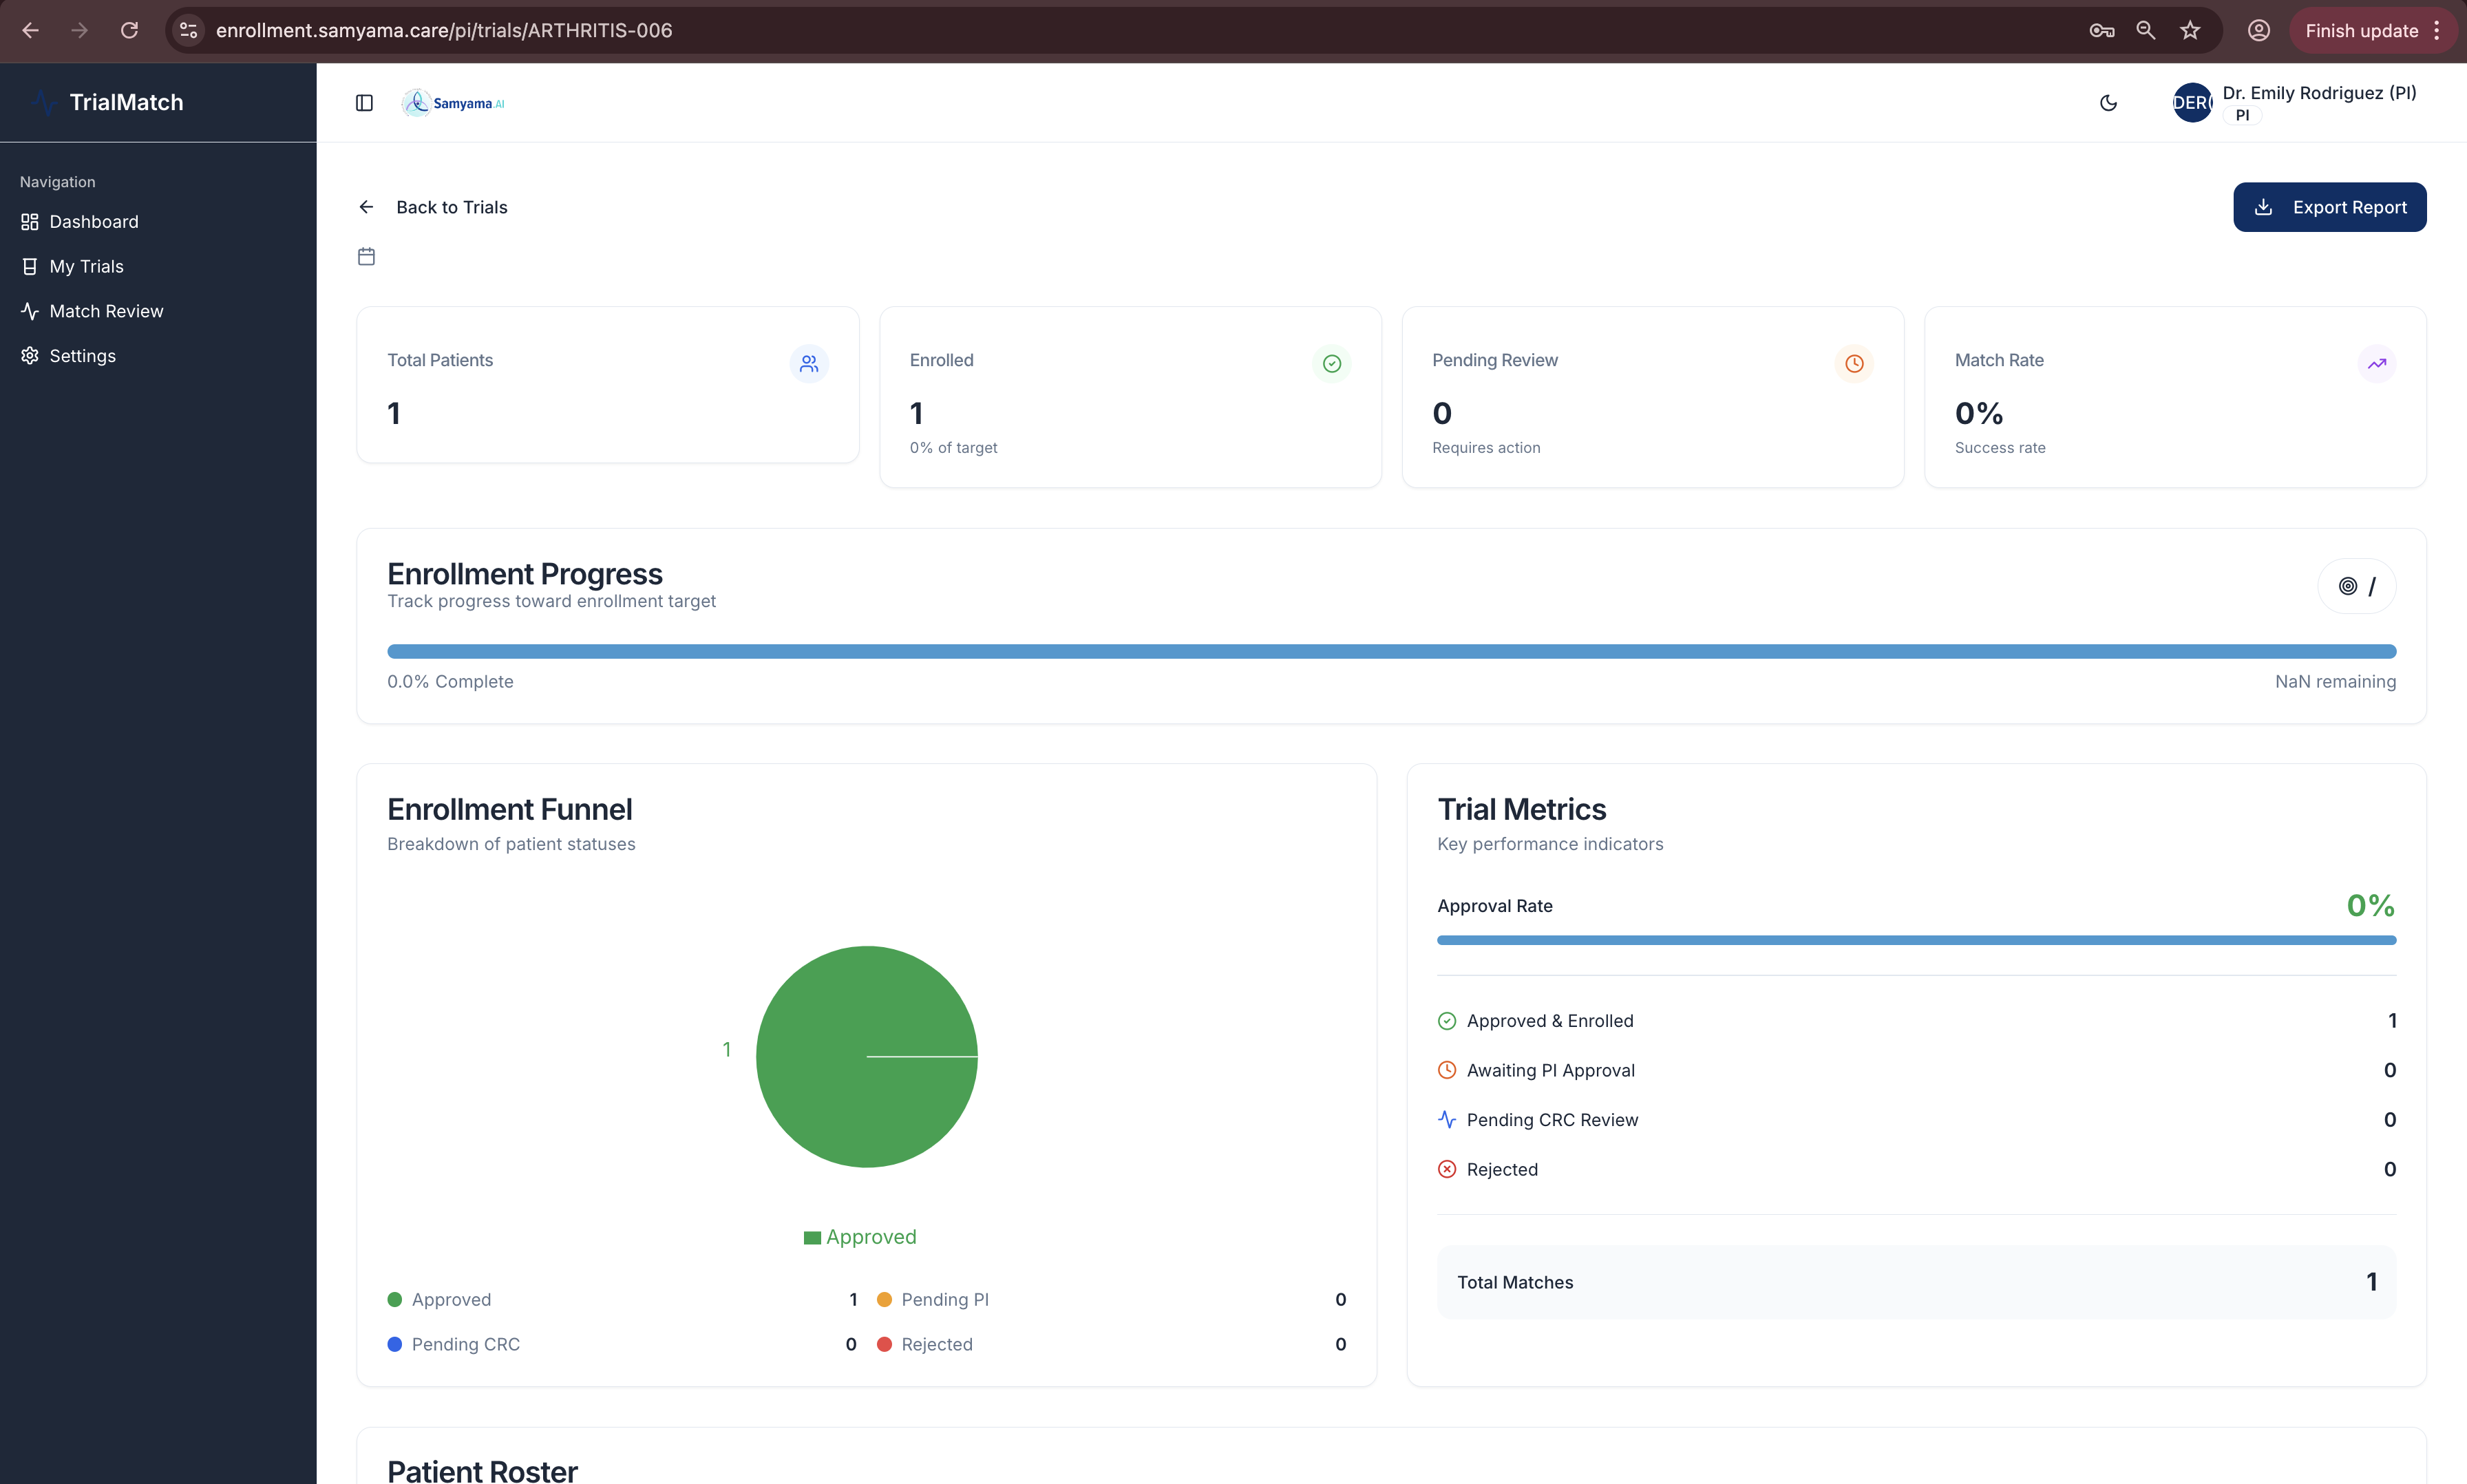 enrollment.samyama.care/pi/trials/ARTHRITIS-006
Finish update
TrialMatch
Samyama.AI
DER(
Dr. Emily Rodriguez (PI)
PI
Navigation
Dashboard
My Trials
Match Review
Settings
Back to Trials
Export Report
Total Patients
1
Enrolled
1
0% of target
Pending Review
0
Requires action
Match Rate
0%
Success rate
Enrollment Progress
Track progress toward enrollment target
/
0.0% Complete
NaN remaining
Enrollment Funnel
Breakdown of patient statuses
1
Approved
Approved 1
Pending PI 0
Pending CRC 0
Rejected 0
Trial Metrics
Key performance indicators
Approval Rate 0%
Approved & Enrolled 1
Awaiting PI Approval 0
Pending CRC Review 0
Rejected 0
Total Matches 1
Patient Roster